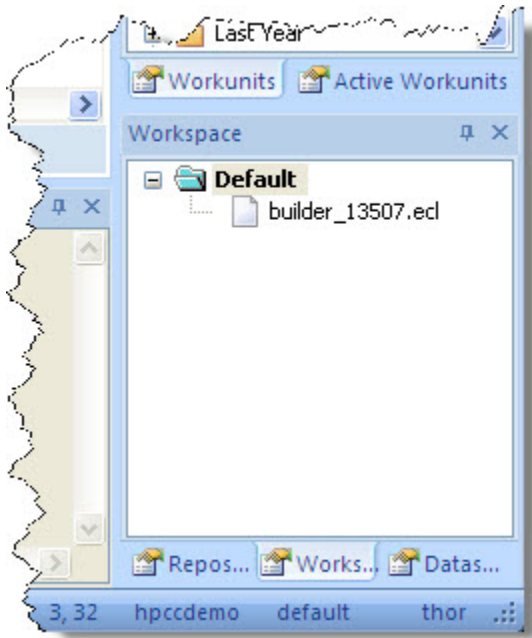 Last Year
Workunits Active Workunits
Workspace
Default
builder_13507.ecl
Repos... Works... Datas...
3, 32 hpccdemo default thor